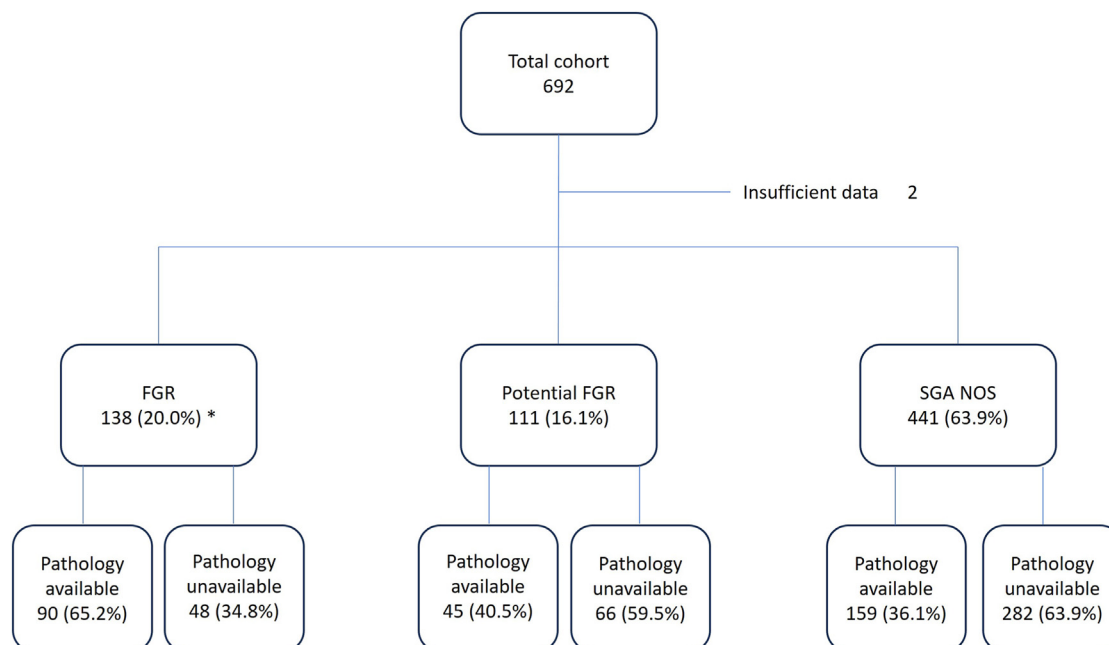 Total cohort
692
Insufficient data 2
FGR
138 (20.0%) *
Potential FGR
111 (16.1%)
SGA NOS
441 (63.9%)
Pathology
available
90 (65.2%)
Pathology
unavailable
48 (34.8%)
Pathology
available
45 (40.5%)
Pathology
unavailable
66 (59.5%)
Pathology
available
159 (36.1%)
Pathology
unavailable
282 (63.9%)